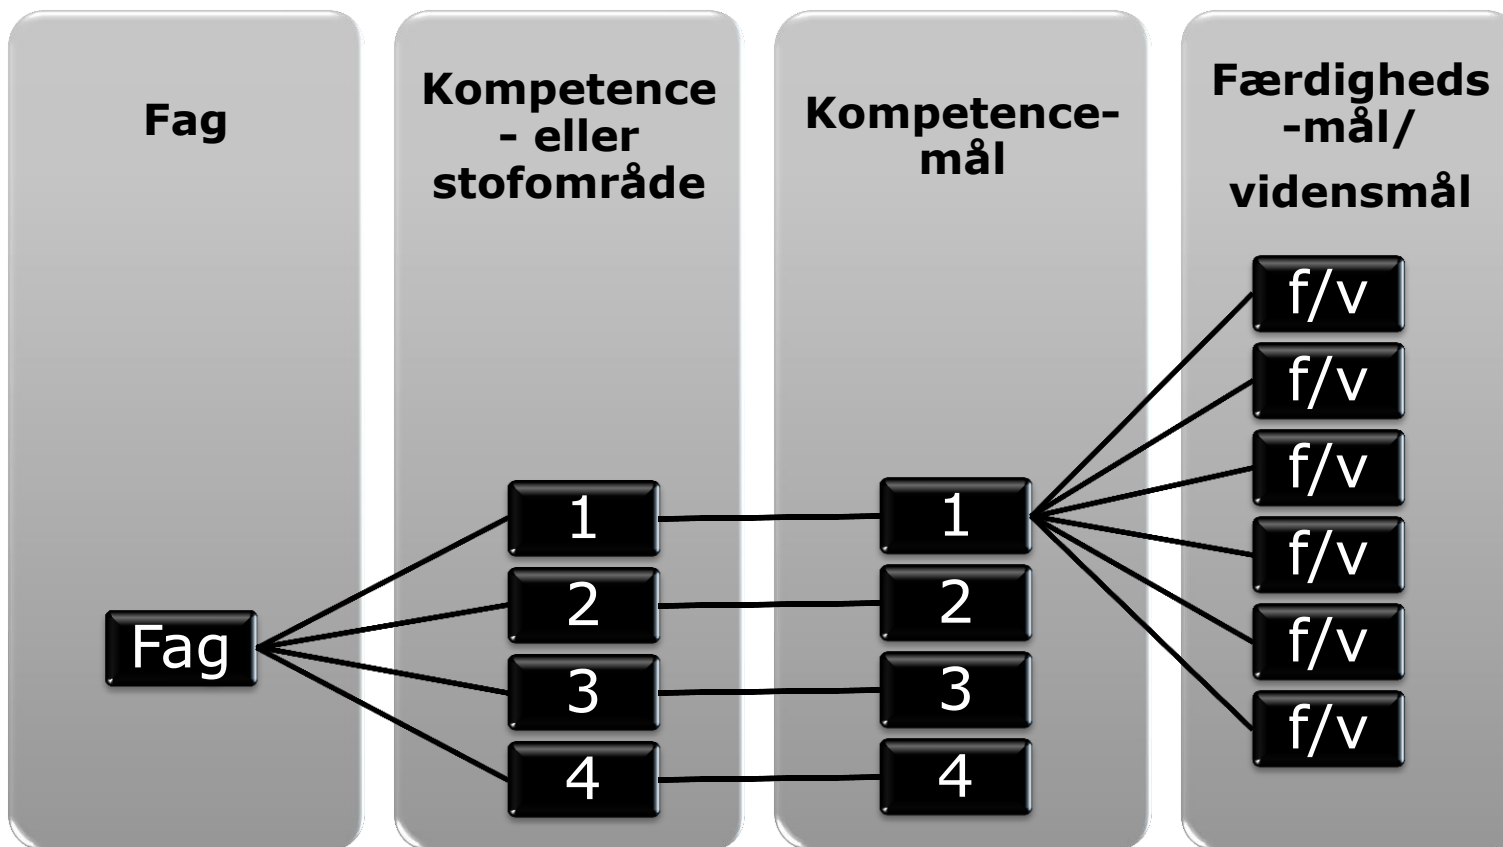 Fag
Kompetence
- eller
stofområde
Kompetence-
mål
Færdigheds
-mål/
vidensmål
Fag
1
2
3
4
1
2
3
4
f/v
f/v
f/v
f/v
f/v
f/v